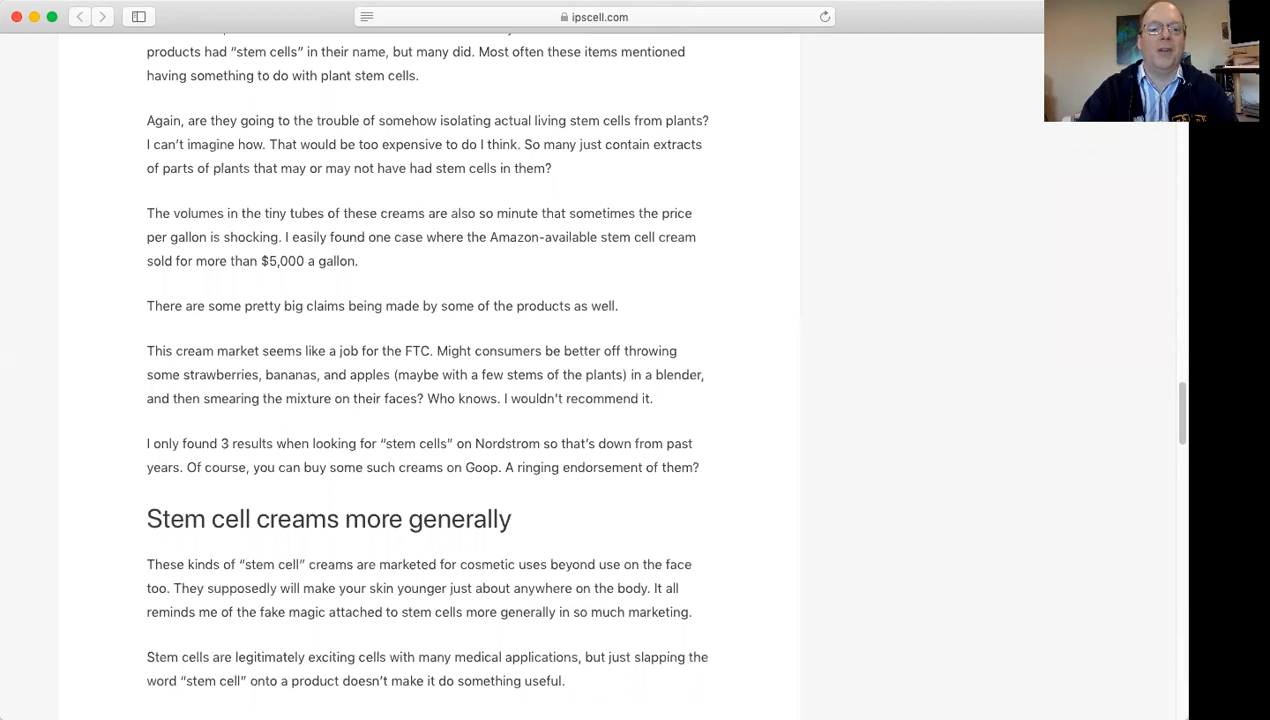 ipscell.com
products had “stem cells” in their name, but many did. Most often these items mentioned
having something to do with plant stem cells.
Again, are they going to the trouble of somehow isolating actual living stem cells from plants?
I can’t imagine how. That would be too expensive to do I think. So many just contain extracts
of parts of plants that may or may not have had stem cells in them?
The volumes in the tiny tubes of these creams are also so minute that sometimes the price
per gallon is shocking. I easily found one case where the Amazon-available stem cell cream
sold for more than $5,000 a gallon.
There are some pretty big claims being made by some of the products as well.
This cream market seems like a job for the FTC. Might consumers be better off throwing
some strawberries, bananas, and apples (maybe with a few stems of the plants) in a blender,
and then smearing the mixture on their faces? Who knows. I wouldn’t recommend it.
I only found 3 results when looking for “stem cells” on Nordstrom so that’s down from past
years. Of course, you can buy some such creams on Goop. A ringing endorsement of them?
Stem cell creams more generally
These kinds of “stem cell” creams are marketed for cosmetic uses beyond use on the face
too. They supposedly will make your skin younger just about anywhere on the body. It all
reminds me of the fake magic attached to stem cells more generally in so much marketing.
Stem cells are legitimately exciting cells with many medical applications, but just slapping the
word “stem cell” onto a product doesn’t make it do something useful.